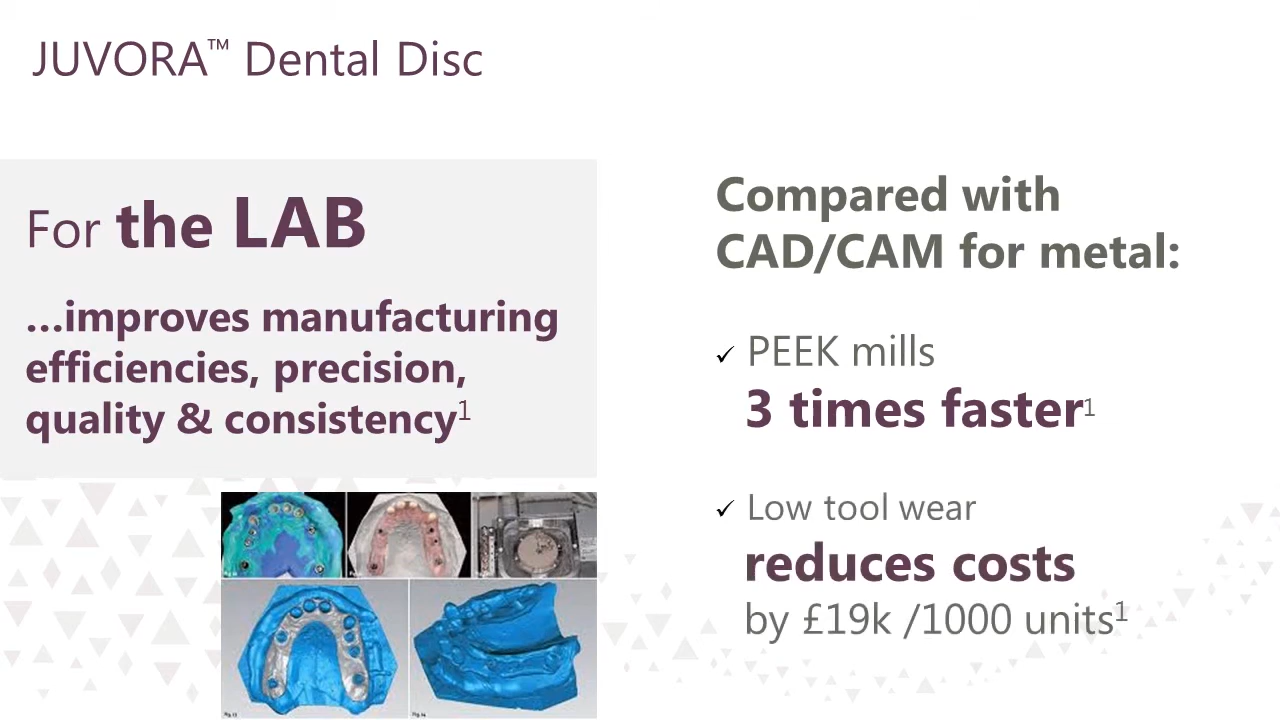 JUVORA™ Dental Disc
For the LAB
...improves manufacturing
efficiencies, precision,
quality & consistency1
Compared with
CAD/CAM for metal:
✓ PEEK mills
3 times faster1
✓ Low tool wear
reduces costs
by £19k /1000 units1